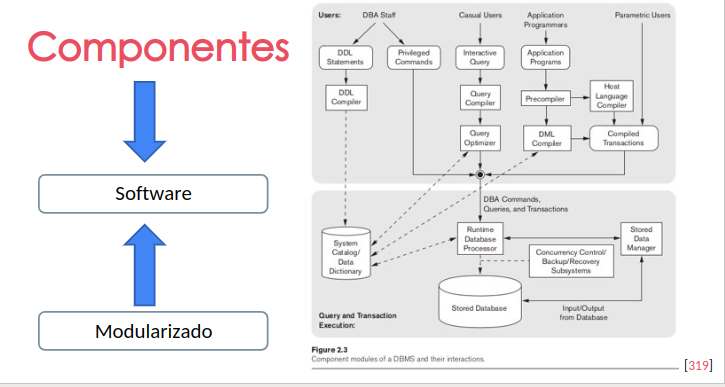 Componentes
Software
Modularizado
Users:
DBA Staff
Casual Users
Application
Programmers
Parametric Users
DDL
Statements
Privileged
Commands
Interactive
Query
Application
Programs
DDL
Compiler
Query
Compiler
Precompiler
Host
Language
Compiler
Query
Optimizer
DML
Compiler
Compiled
Transactions
DBA Commands,
Queries, and Transactions
System
Catalog/
Data
Dictionary
Runtime
Database
Processor
Stored
Data
Manager
Concurrency Control/
Backup/Recovery
Subsystems
Stored Database
Input/Output
from Database
Query and Transaction
Execution:
Figure 2.3
Component modules of a DBMS and their interactions.
[319]